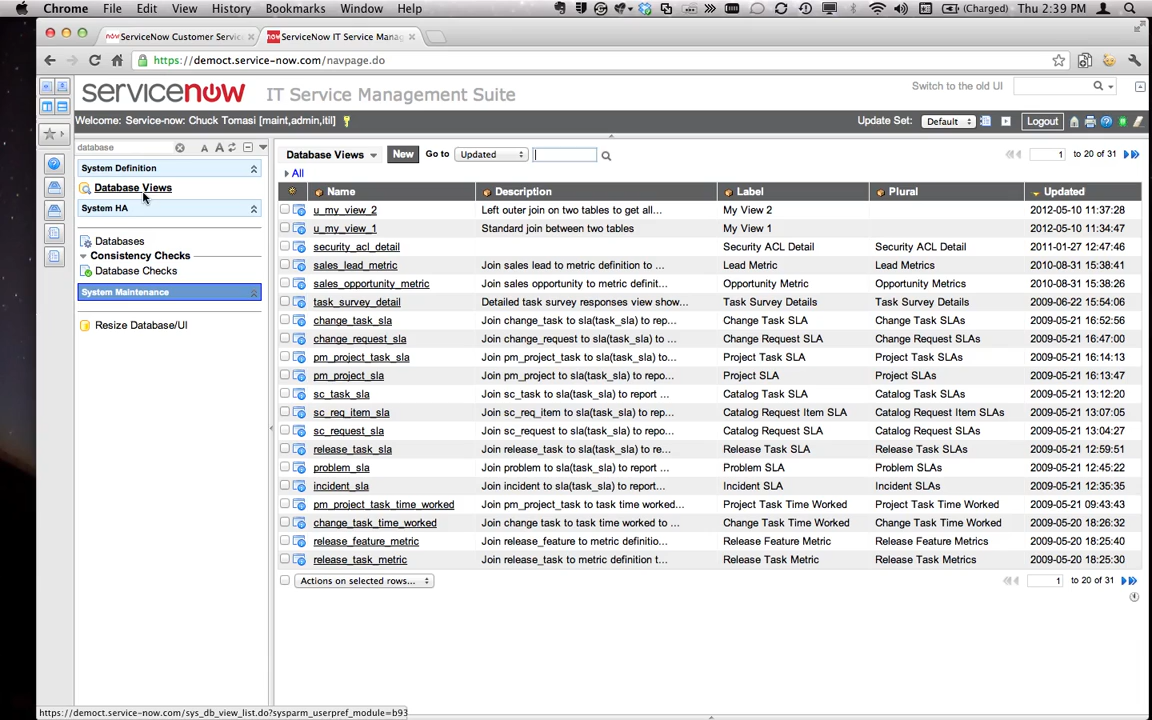 Chrome File Edit View History Bookmarks Window Help (Charged) Thu 2:39 PM
now ServiceNow Customer Servic × now ServiceNow IT Service Manag ×
https://democt.service-now.com/navpage.do
servicenow IT Service Management Suite Switch to the old UI
Welcome: Service-now: Chuck Tomasi [maint,admin,itil] Update Set: Default Logout
database A A
Database Views New Go to Updated 1 to 20 of 31
System Definition
All
Database Views
Name Description Label Plural Updated
System HA
u_my_view_2 Left outer join on two tables to get all... My View 2 2012-05-10 11:37:28
u_my_view_1 Standard join between two tables My View 1 2012-05-10 11:34:47
Databases
security_acl_detail Security ACL Detail Security ACL Detail 2011-01-27 12:47:46
Consistency Checks
sales_lead_metric Join sales lead to metric definition to ... Lead Metric Lead Metrics 2010-08-31 15:38:41
Database Checks
sales_opportunity_metric Join sales opportunity to metric definit... Opportunity Metric Opportunity Metrics 2010-08-31 15:38:26
System Maintenance
task_survey_detail Detailed task survey responses view show... Task Survey Details Task Survey Details 2009-06-22 15:54:06
change_task_sla Join change_task to sla(task_sla) to rep... Change Task SLA Change Task SLAs 2009-05-21 16:52:56
Resize Database/UI
change_request_sla Join change_request to sla(task_sla) to ... Change Request SLA Change Request SLAs 2009-05-21 16:47:00
pm_project_task_sla Join pm_project_task to sla(task_sla) to... Project Task SLA Project Task SLAs 2009-05-21 16:14:13
pm_project_sla Join pm_project to sla(task_sla) to repo... Project SLA Project SLAs 2009-05-21 16:13:47
sc_task_sla Join sc_task to sla(task_sla) to report ... Catalog Task SLA Catalog Task SLAs 2009-05-21 13:12:20
sc_req_item_sla Join sc_req_item to sla(task_sla) to rep... Catalog Request Item SLA Catalog Request Item SLAs 2009-05-21 13:07:05
sc_request_sla Join sc_request to sla(task_sla) to repo... Catalog Request SLA Catalog Request SLAs 2009-05-21 13:04:27
release_task_sla Join release_task to sla(task_sla) to re... Release Task SLA Release Task SLAs 2009-05-21 12:59:51
problem_sla Join problem to sla(task_sla) to report ... Problem SLA Problem SLAs 2009-05-21 12:45:22
incident_sla Join incident to sla(task_sla) to report... Incident SLA Incident SLAs 2009-05-21 12:35:35
pm_project_task_time_worked Join pm_project_task to task time worked... Project Task Time Worked Project Task Time Worked 2009-05-21 09:43:43
change_task_time_worked Join change task to task time worked to ... Change Task Time Worked Change Task Time Worked 2009-05-20 18:26:32
release_feature_metric Join release_feature to metric definitio... Release Feature Metric Release Feature Metrics 2009-05-20 18:25:40
release_task_metric Join release_task to metric definition t... Release Task Metric Release Task Metrics 2009-05-20 18:25:30
Actions on selected rows... 1 to 20 of 31
https://democt.service-now.com/sys_db_view_list.do?sysparm_userpref_module=b93